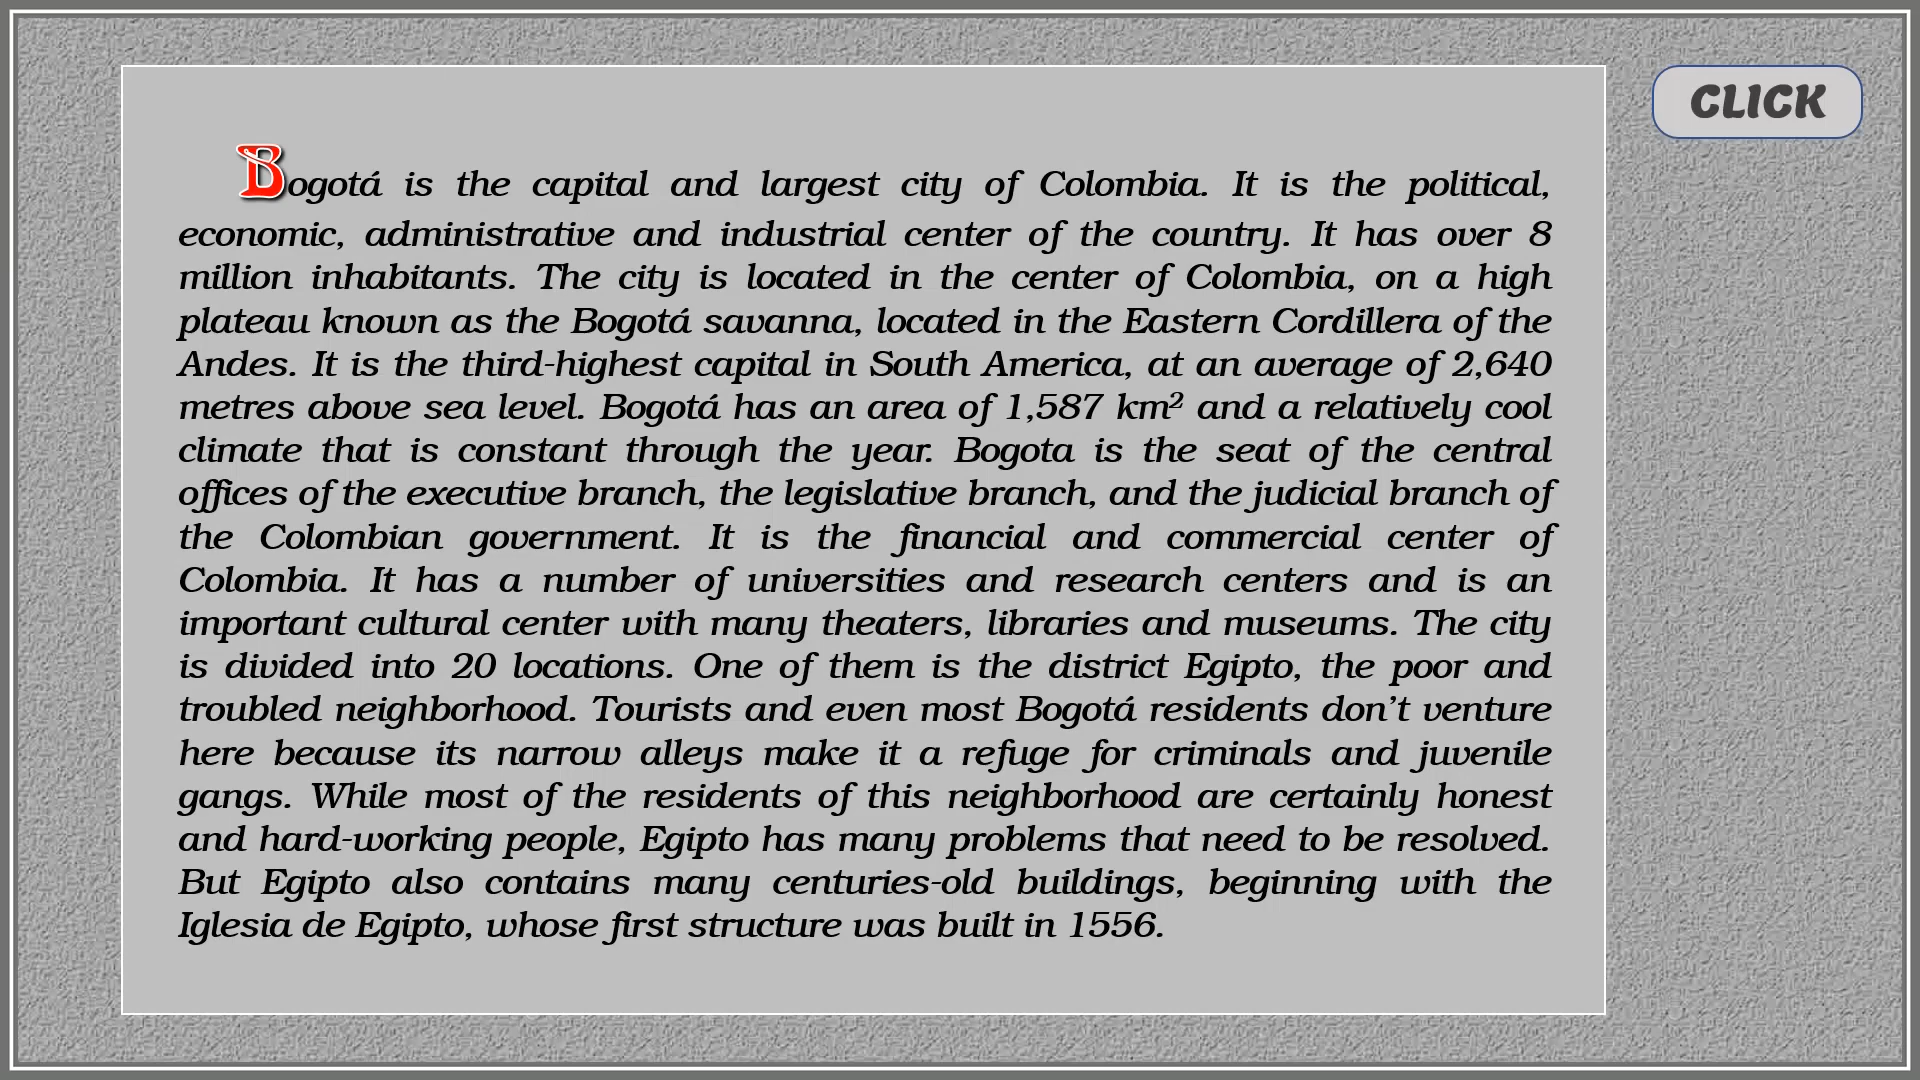 CLICK
Bogotá is the capital and largest city of Colombia. It is the political,
economic, administrative and industrial center of the country. It has over 8
million inhabitants. The city is located in the center of Colombia, on a high
plateau known as the Bogotá savanna, located in the Eastern Cordillera of the
Andes. It is the third-highest capital in South America, at an average of 2,640
metres above sea level. Bogotá has an area of 1,587 km² and a relatively cool
climate that is constant through the year. Bogota is the seat of the central
offices of the executive branch, the legislative branch, and the judicial branch of
the Colombian government. It is the financial and commercial center of
Colombia. It has a number of universities and research centers and is an
important cultural center with many theaters, libraries and museums. The city
is divided into 20 locations. One of them is the district Egipto, the poor and
troubled neighborhood. Tourists and even most Bogotá residents don’t venture
here because its narrow alleys make it a refuge for criminals and juvenile
gangs. While most of the residents of this neighborhood are certainly honest
and hard-working people, Egipto has many problems that need to be resolved.
But Egipto also contains many centuries-old buildings, beginning with the
Iglesia de Egipto, whose first structure was built in 1556.